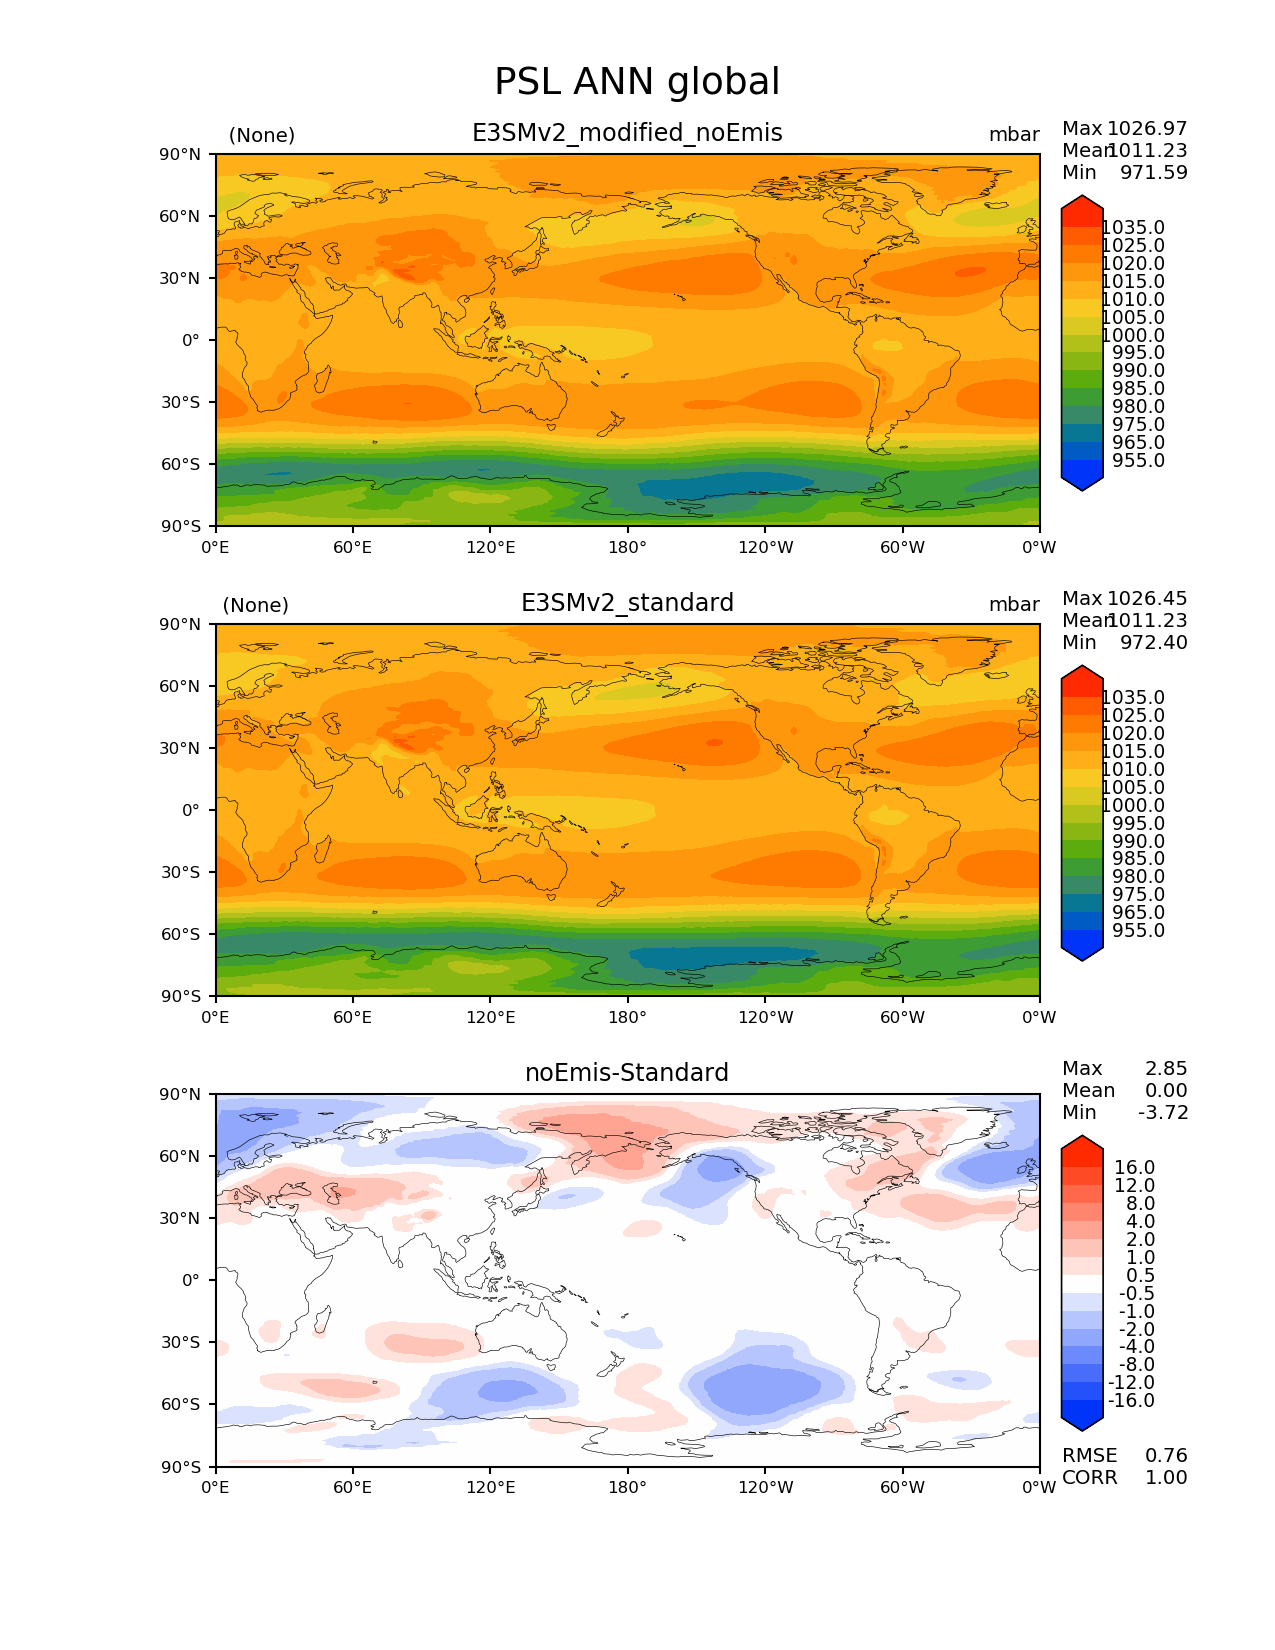 PSL ANN global
(None) E3SMv2_modified_noEmis mbar
Max 1026.97
Mean 1011.23
Min 971.59
90°N
60°N
30°N
0°
30°S
60°S
90°S
0°E 60°E 120°E 180° 120°W 60°W 0°W
1035.0
1025.0
1020.0
1015.0
1010.0
1005.0
1000.0
995.0
990.0
985.0
980.0
975.0
965.0
955.0
(None) E3SMv2_standard mbar
Max 1026.45
Mean 1011.23
Min 972.40
90°N
60°N
30°N
0°
30°S
60°S
90°S
0°E 60°E 120°E 180° 120°W 60°W 0°W
1035.0
1025.0
1020.0
1015.0
1010.0
1005.0
1000.0
995.0
990.0
985.0
980.0
975.0
965.0
955.0
noEmis-Standard
Max 2.85
Mean 0.00
Min -3.72
90°N
60°N
30°N
0°
30°S
60°S
90°S
0°E 60°E 120°E 180° 120°W 60°W 0°W
16.0
12.0
8.0
4.0
2.0
1.0
0.5
-0.5
-1.0
-2.0
-4.0
-8.0
-12.0
-16.0
RMSE 0.76
CORR 1.00